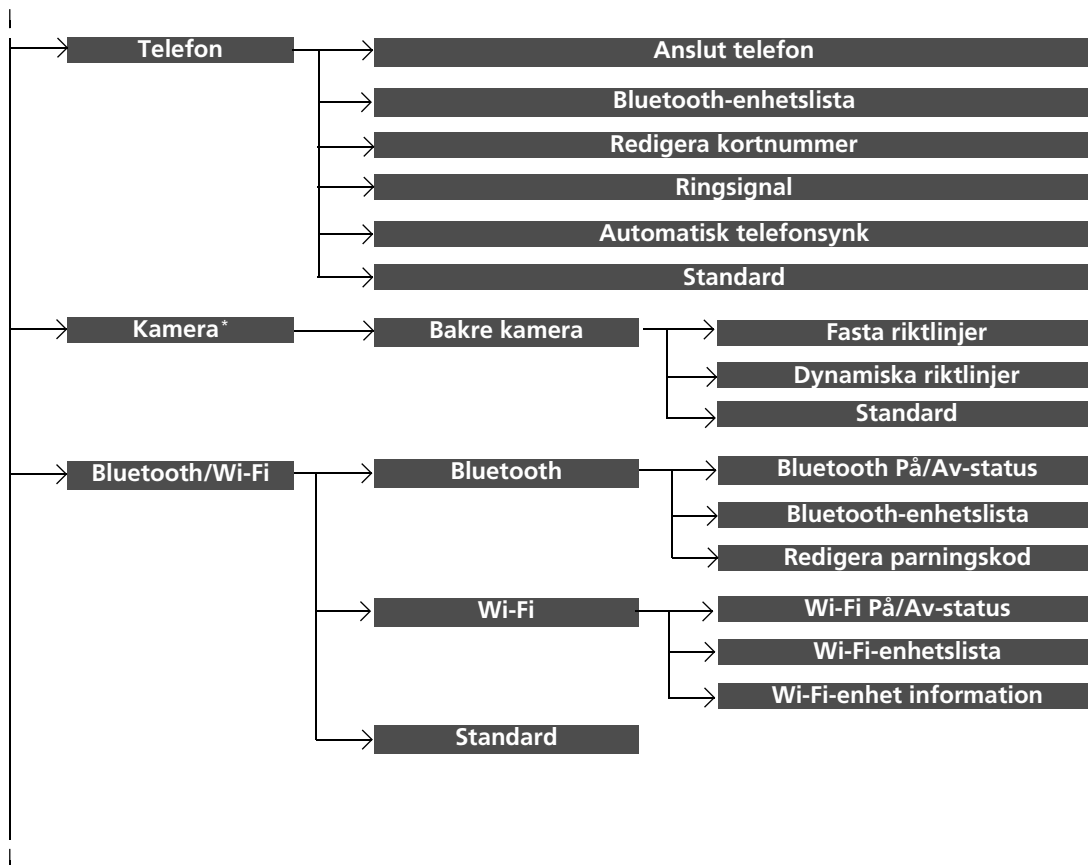 Telefon
Anslut telefon
Bluetooth-enhetslista
Redigera kortnummer
Ringsignal
Automatisk telefonsynk
Standard
Kamera*
Bakre kamera
Fasta riktlinjer
Dynamiska riktlinjer
Standard
Bluetooth/Wi-Fi
Bluetooth
Bluetooth På/Av-status
Bluetooth-enhetslista
Redigera parningskod
Wi-Fi
Wi-Fi På/Av-status
Wi-Fi-enhetslista
Wi-Fi-enhet information
Standard